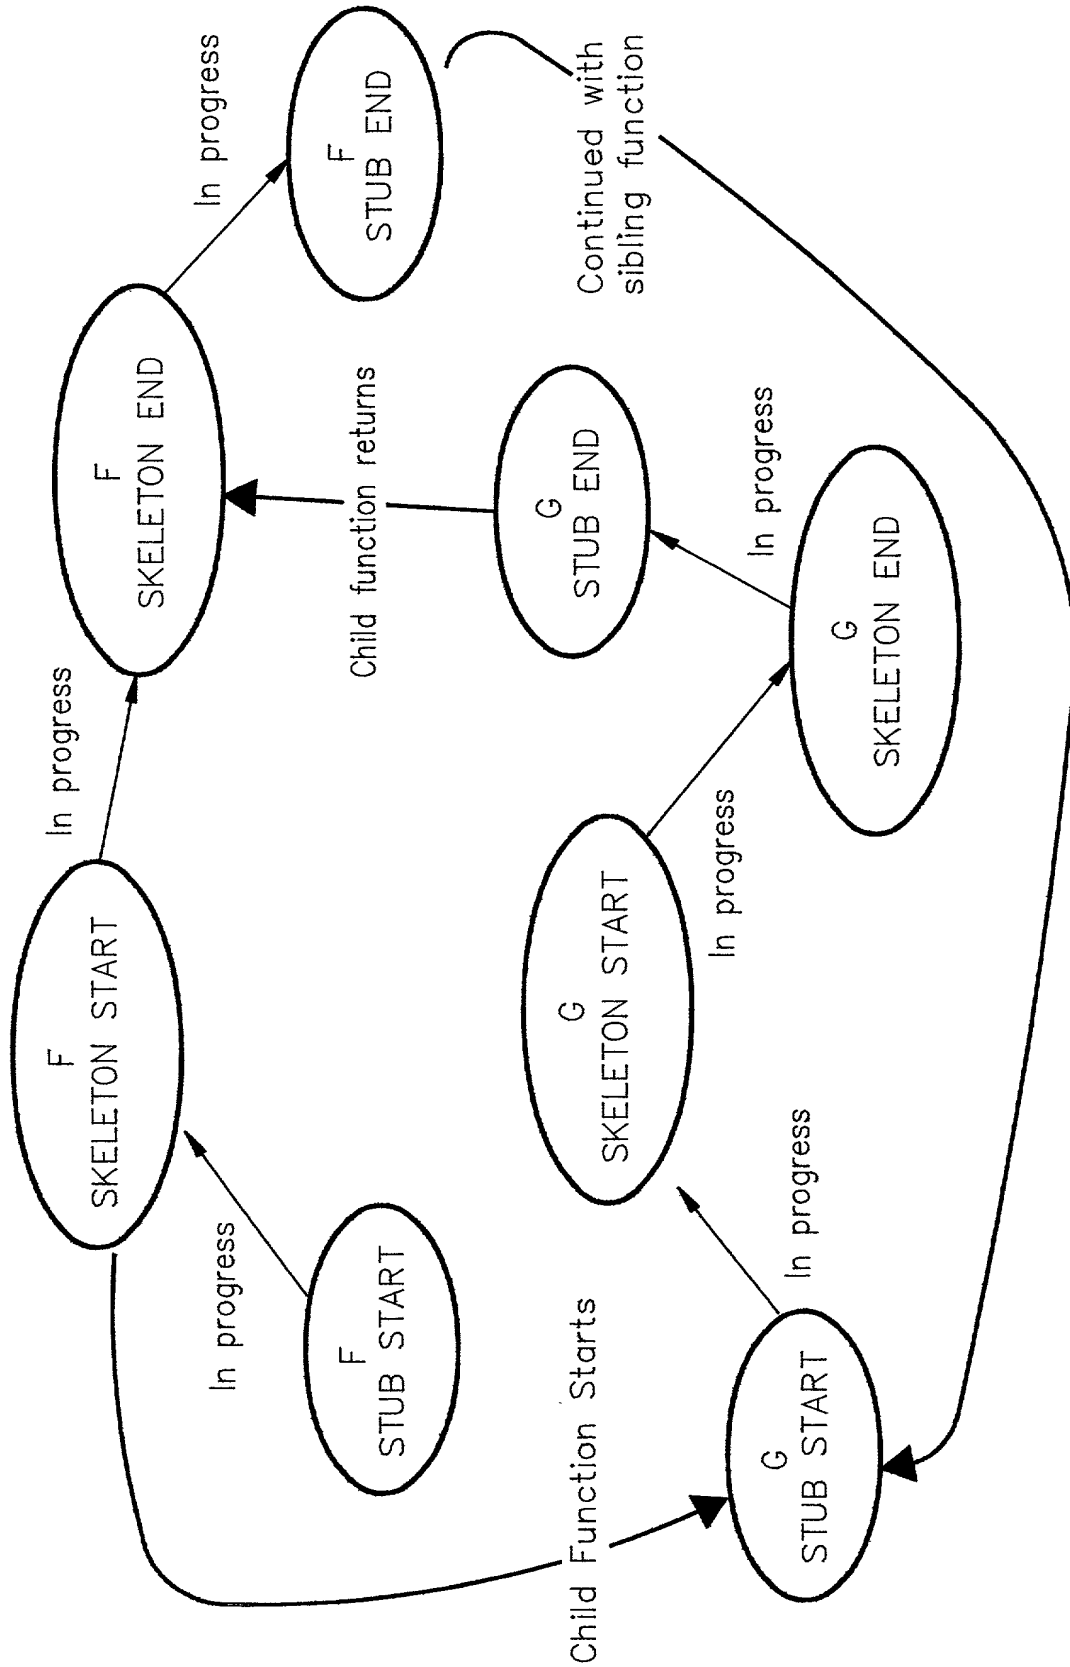 F
SKELETON START
In progress
F
SKELETON END
In progress
F
STUB END
In progress
F
STUB START
Child function returns
Continued with
sibling function
Child Function Starts
G
SKELETON START
G
STUB END
In progress
In progress
In progress
G
STUB START
In progress
G
SKELETON END